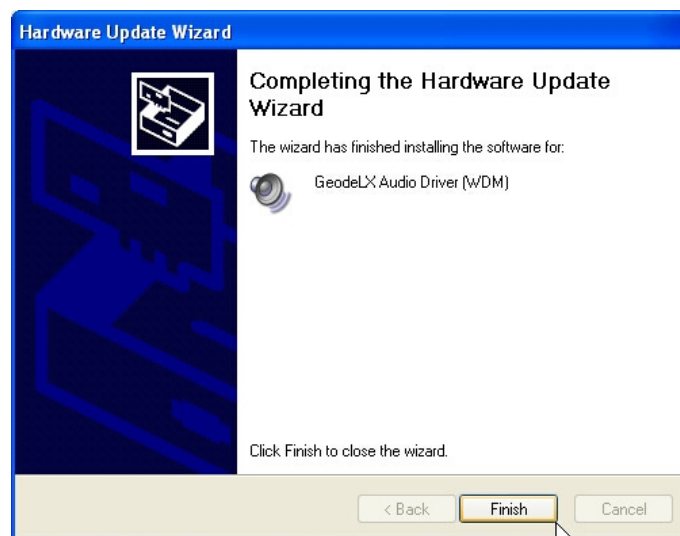 Hardware Update Wizard
Completing the Hardware Update
Wizard
The wizard has finished installing the software for:
GeodeLX Audio Driver (WDM)
Click Finish to close the wizard.
< Back Finish Cancel